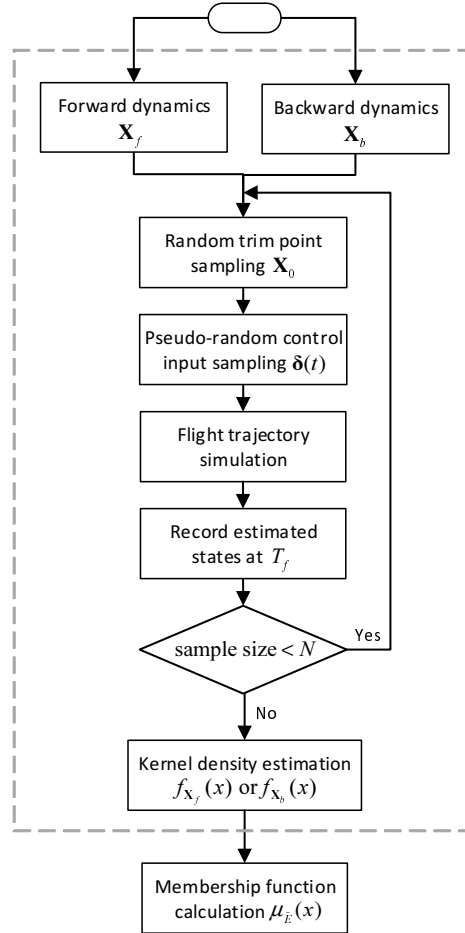 Forward dynamics
X_f
Backward dynamics
X_b
Random trim point
sampling X_0
Pseudo-random control
input sampling δ(t)
Flight trajectory
simulation
Record estimated
states at T_f
sample size < N
Yes
No
Kernel density estimation
f_{X_f}(x) or f_{X_b}(x)
Membership function
calculation μ_{Ẽ}(x)